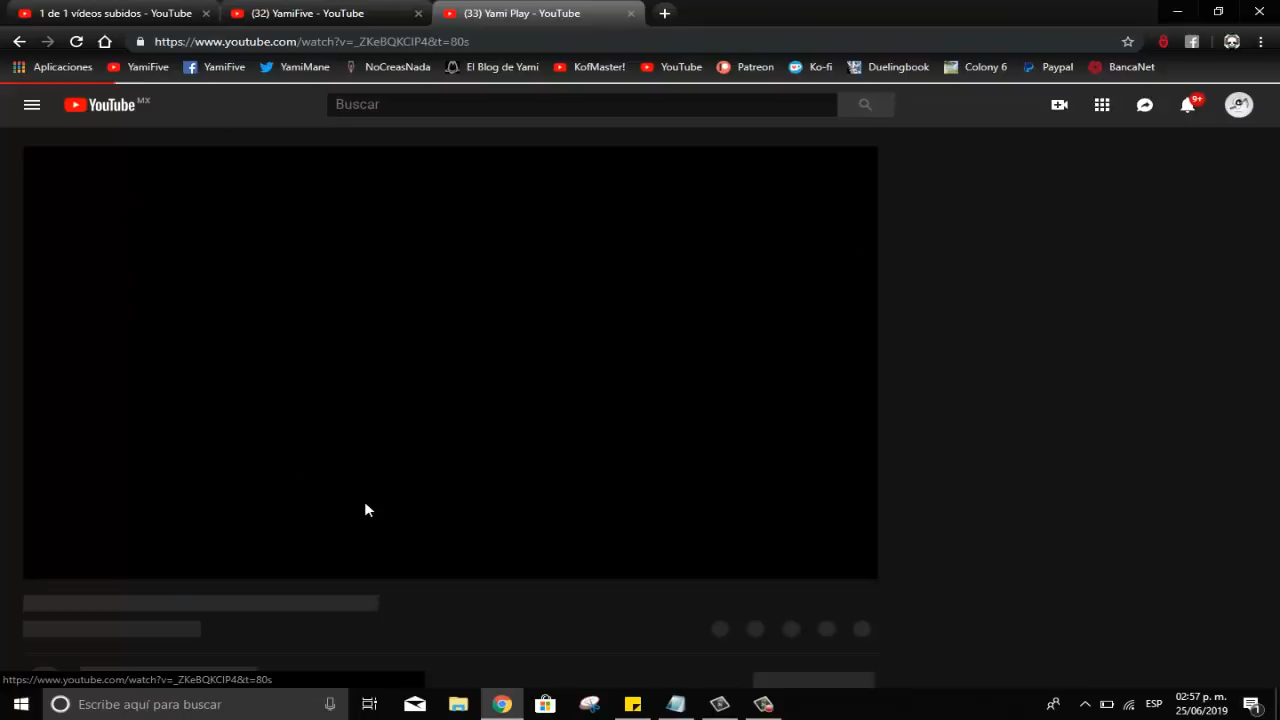 1 de 1 vídeos subidos - YouTube
(32) YamiFive - YouTube
(33) Yami Play - YouTube
https://www.youtube.com/watch?v=_ZKeBQKCIP4&t=80s
Aplicaciones YamiFive YamiFive YamiMane NoCreasNada El Blog de Yami KofMaster! YouTube Patreon Ko-fi Duelingbook Colony 6 Paypal BancaNet
YouTube MX
Buscar
9+
https://www.youtube.com/watch?v=_ZKeBQKCIP4&t=80s
Escribe aquí para buscar
ESP
02:57 p. m.
25/06/2019
1